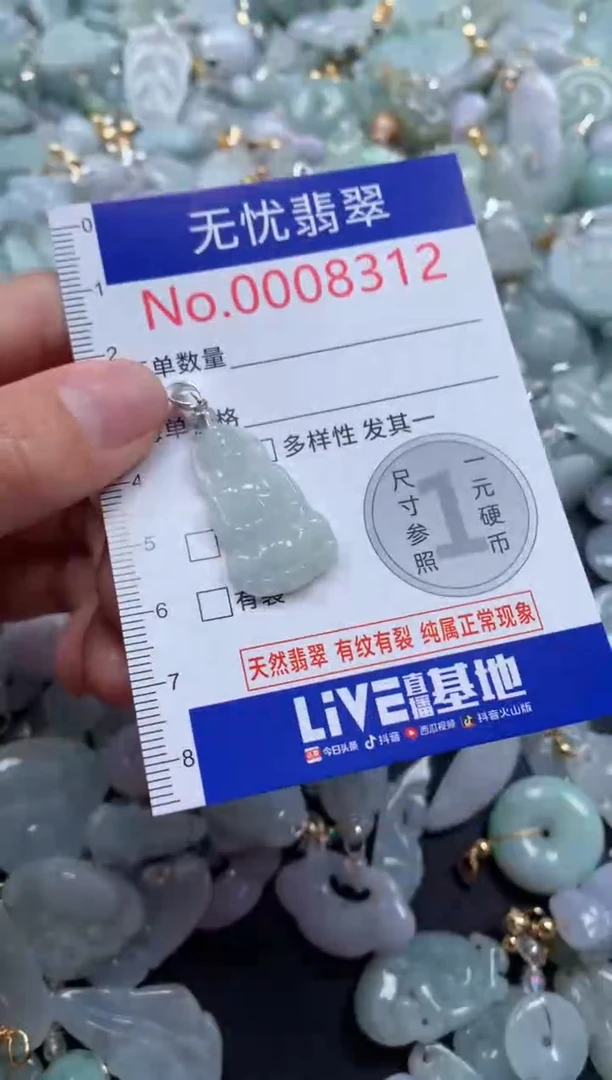 无忧翡翠
No.0008312
单数量
单 格
多样性 发其一
有裂
0
1
2
4
5
6
7
8
尺寸参照
1
一元硬币
天然翡翠 有纹有裂 纯属正常现象
LiVE直播基地
今日头条 抖音 西瓜视频 抖音火山版